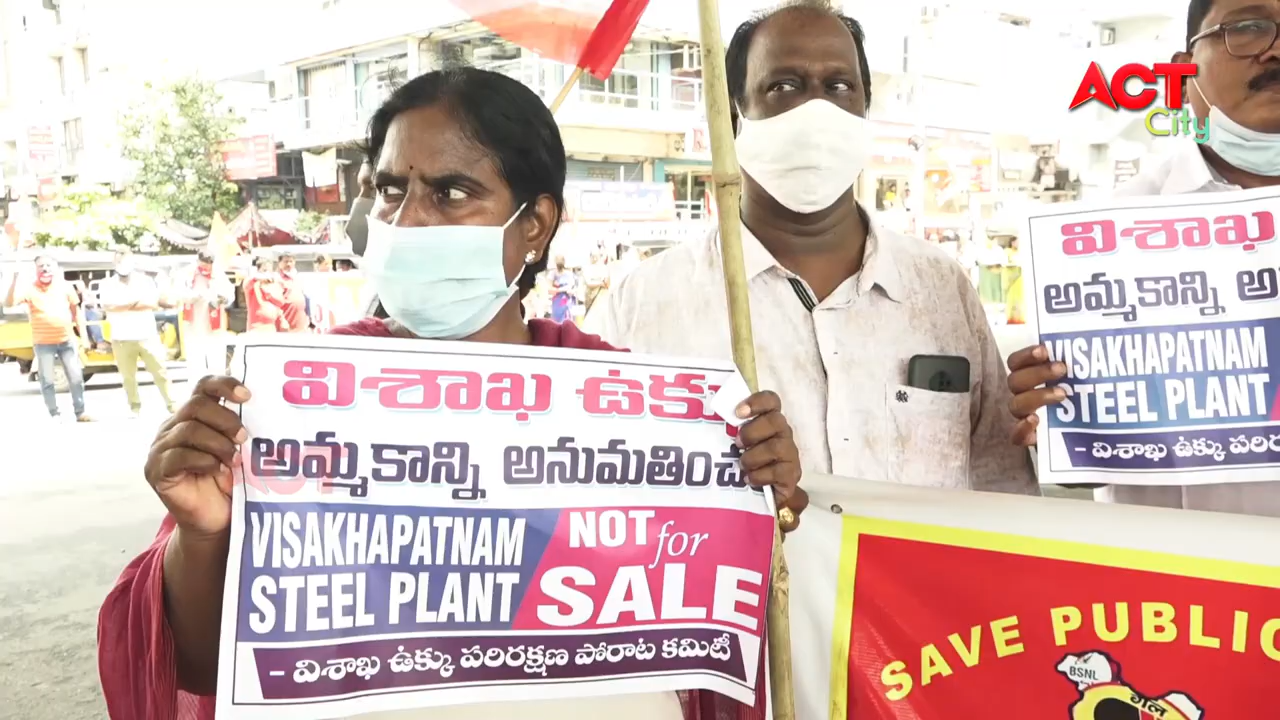 ACT
City
విశాఖ ఉక్కు
అమ్మకాన్ని అనుమతించ
VISAKHAPATNAM
STEEL PLANT
NOT for
SALE
- విశాఖ ఉక్కు పరిరక్షణ పోరాట కమిటీ
విశాఖ
అమ్మకాన్ని అ
VISAKHAPATNAM
STEEL PLANT
- విశాఖ ఉక్కు పరిర
SAVE PUBLIC
BSNL